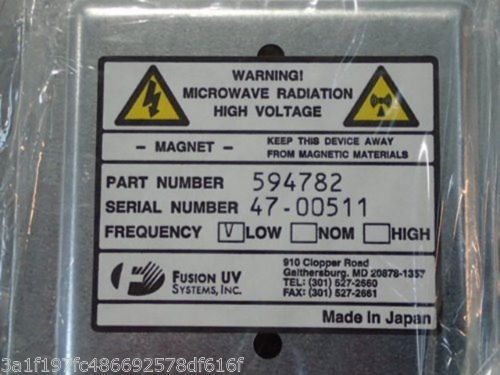 WARNING!
MICROWAVE RADIATION
HIGH VOLTAGE
- MAGNET -
KEEP THIS DEVICE AWAY
FROM MAGNETIC MATERIALS
PART NUMBER 594782
SERIAL NUMBER 47-00511
FREQUENCY V LOW NOM HIGH
FUSION UV
SYSTEMS, INC.
910 Clopper Road
Gaithersburg, MD 20878-1357
TEL: (301) 527-2660
FAX: (301) 527-2661
Made In Japan
3a1f197fc486692578df616f